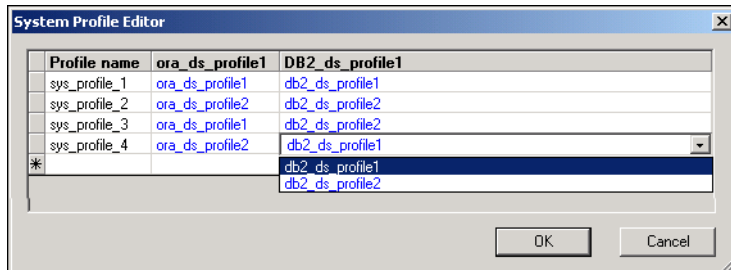 System Profile Editor
Profile name ora_ds_profile1 DB2_ds_profile1
sys_profile_1 ora_ds_profile1 db2_ds_profile1
sys_profile_2 ora_ds_profile2 db2_ds_profile2
sys_profile_3 ora_ds_profile1 db2_ds_profile2
sys_profile_4 ora_ds_profile2 db2_ds_profile1
db2_ds_profile1
db2_ds_profile2
OK Cancel